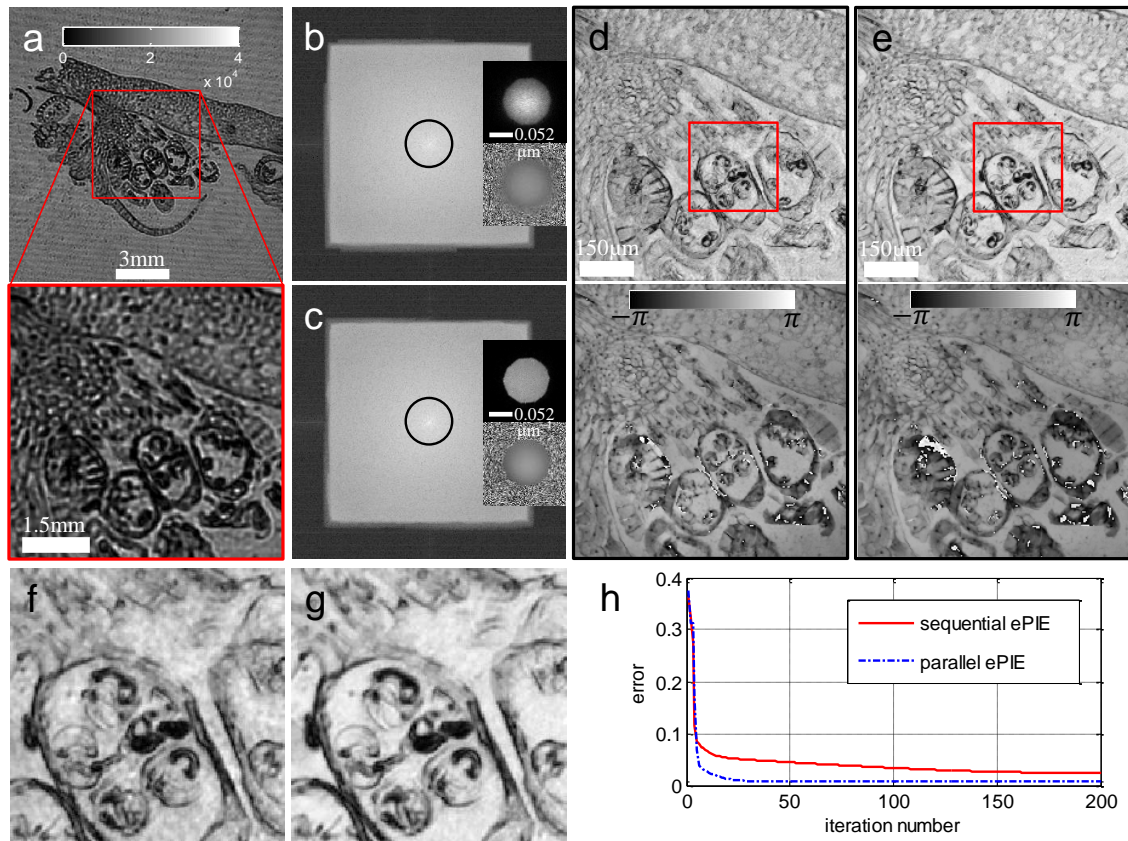 a
0 2 4
x 10⁴
3mm
1.5mm
b
0.052
µm
c
0.052
µm⁻¹
d
150µm
−π π
e
150µm
−π π
f
g
h
0.4
0.3
0.2
0.1
0
error
sequential ePIE
parallel ePIE
0 50 100 150 200
iteration number